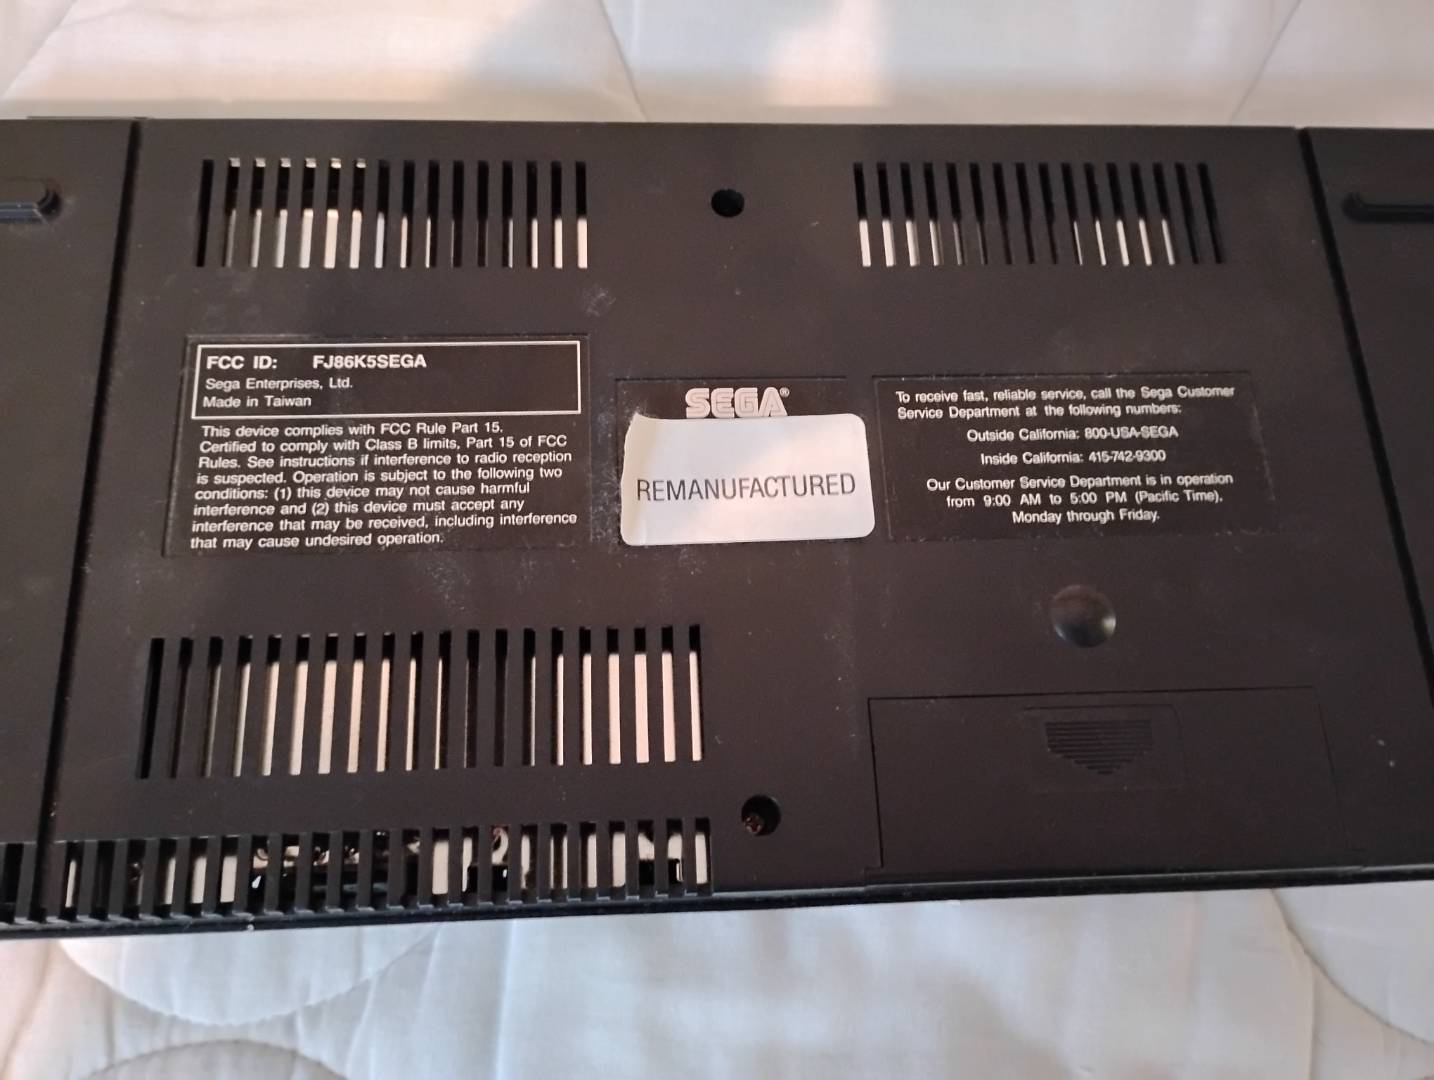 FCC ID: FJ86K5SEGA
Sega Enterprises, Ltd.
Made in Taiwan
This device complies with FCC Rule Part 15.
Certified to comply with Class B limits, Part 15 of FCC
Rules. See instructions if interference to radio reception
is suspected. Operation is subject to the following two
conditions: (1) this device may not cause harmful
interference and (2) this device must accept any
interference that may be received, including interference
that may cause undesired operation.
SEGA®
REMANUFACTURED
To receive fast, reliable service, call the Sega Customer
Service Department at the following numbers:
Outside California: 800-USA-SEGA
Inside California: 415-742-9300
Our Customer Service Department is in operation
from 9:00 AM to 5:00 PM (Pacific Time),
Monday through Friday.